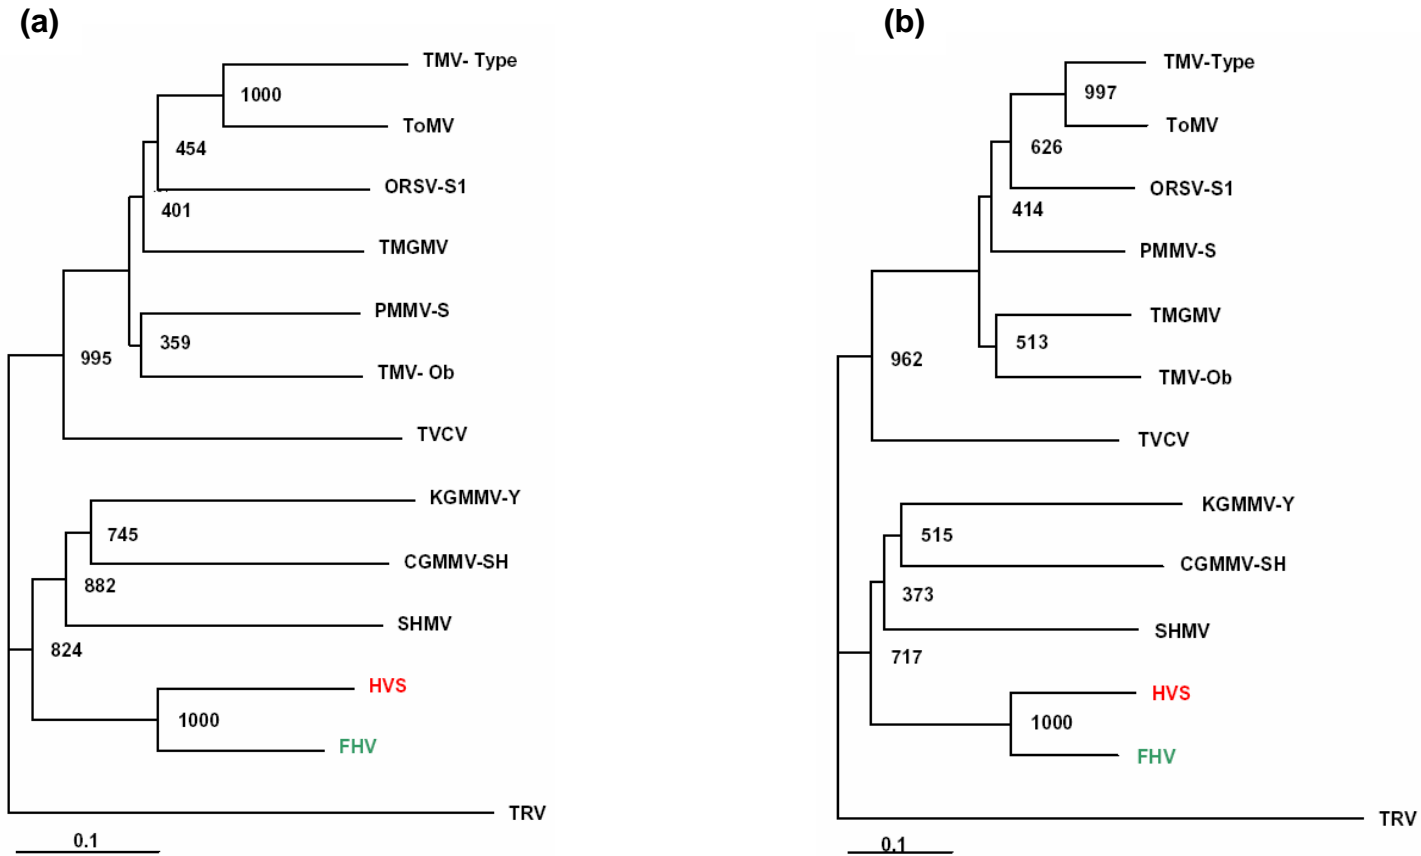 (a)
TMV- Type
1000
ToMV
454
ORSV-S1
401
TMGMV
PMMV-S
359
995
TMV- Ob
TVCV
KGMMV-Y
745
CGMMV-SH
882
SHMV
824
HVS
1000
FHV
TRV
0.1
(b)
TMV-Type
997
ToMV
626
ORSV-S1
414
PMMV-S
TMGMV
513
962
TMV-Ob
TVCV
KGMMV-Y
515
CGMMV-SH
373
SHMV
717
HVS
1000
FHV
TRV
0.1